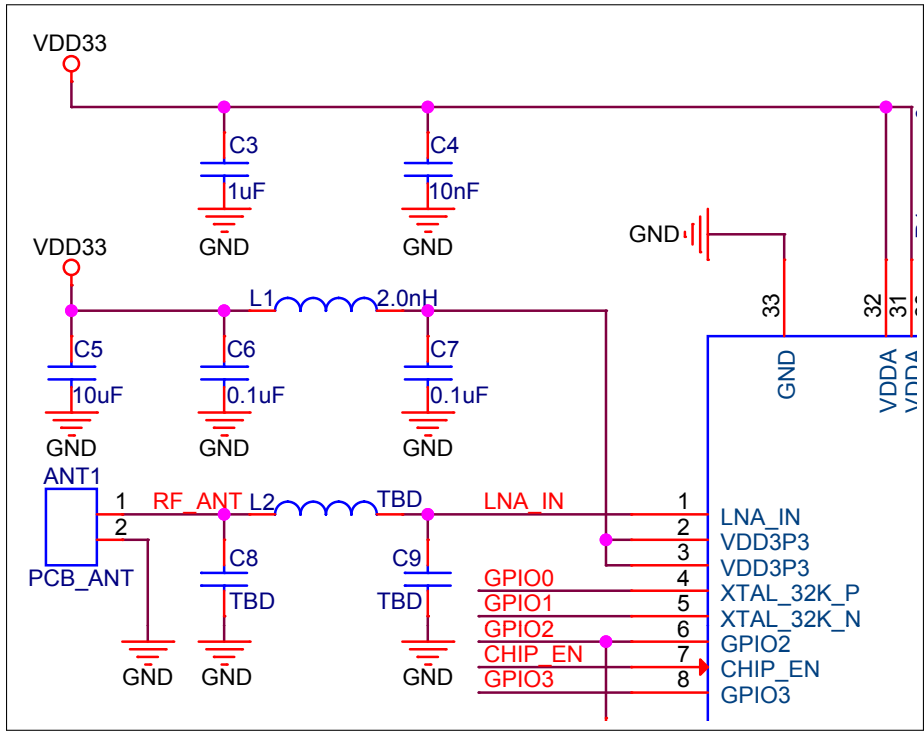 VDD33
C3
1uF
GND
C4
10nF
GND
VDD33
L1 2.0nH
C5
10uF
GND
C6
0.1uF
GND
C7
0.1uF
GND
GND
33
32
31
GND
VDDA
VDDA
ANT1
1
2
PCB_ANT
RF_ANT
L2 TBD
LNA_IN
C8
TBD
C9
TBD
GND
GND
GND
1 LNA_IN
2 VDD3P3
3 VDD3P3
GPIO0 4 XTAL_32K_P
GPIO1 5 XTAL_32K_N
GPIO2 6 GPIO2
CHIP_EN 7 CHIP_EN
GPIO3 8 GPIO3